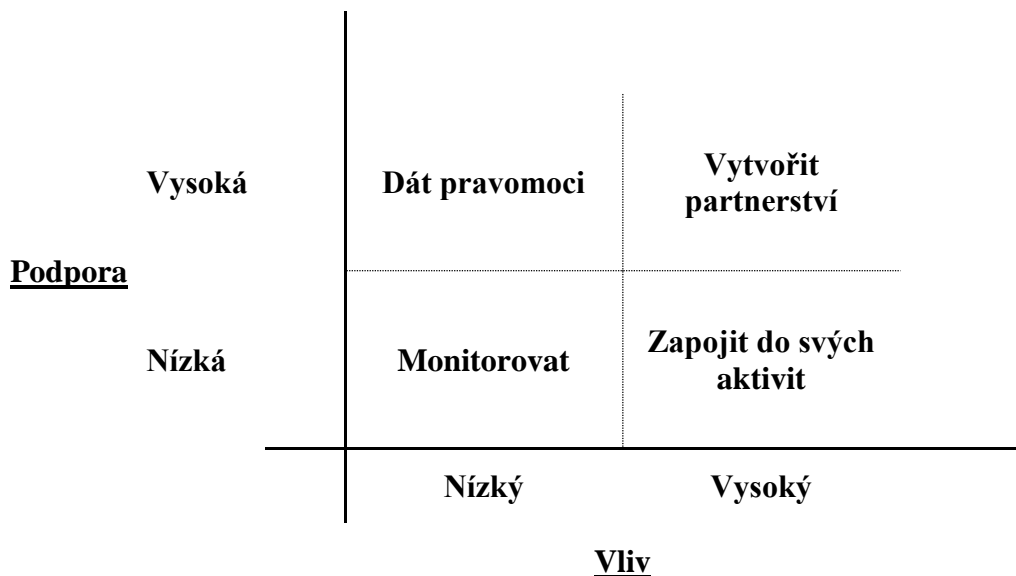 Vysoká
Dát pravomoci
Vytvořit
partnerství
Podpora
Nízká
Monitorovat
Zapojit do svých
aktivit
Nízký
Vysoký
Vliv